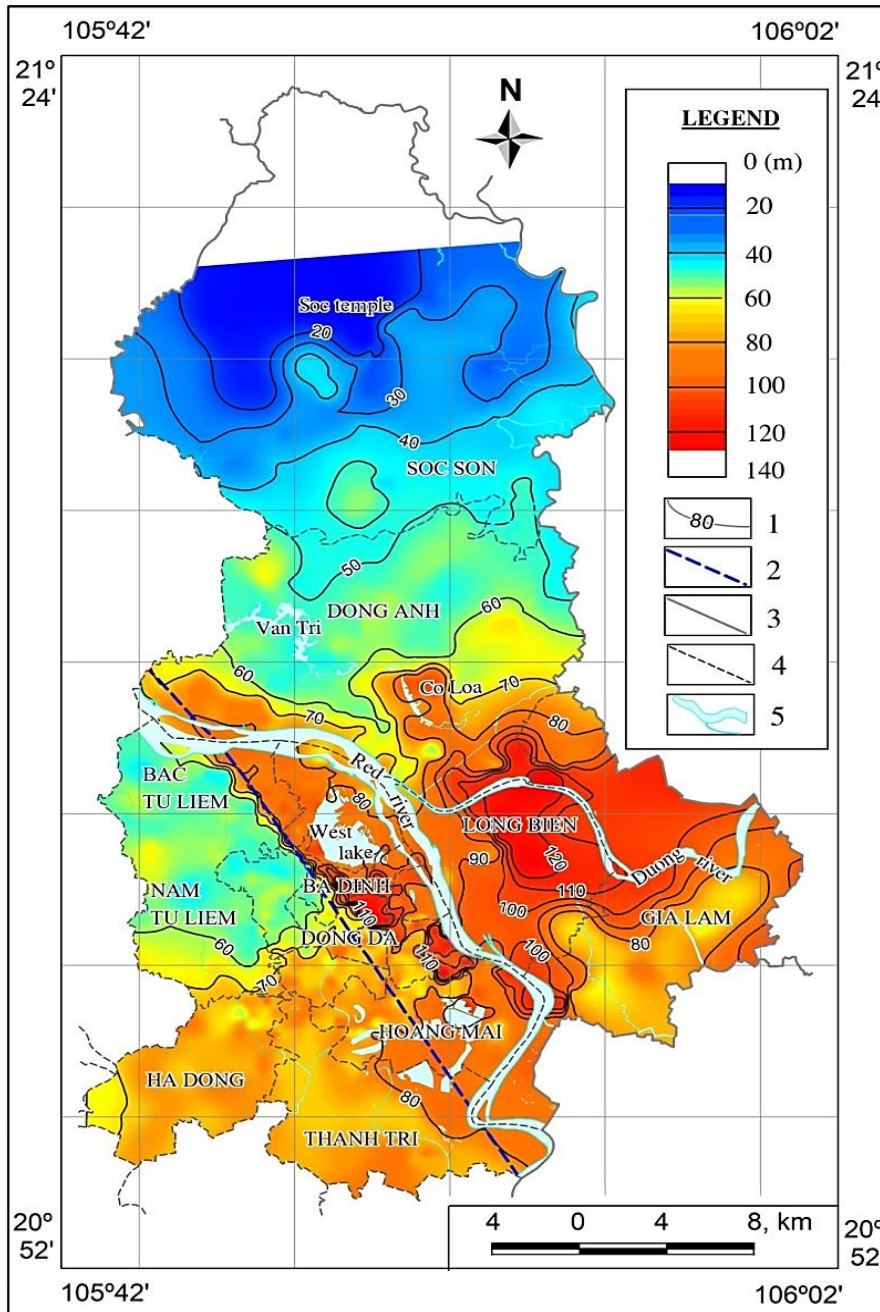 105º42' 106º02'
21º
24'
21º
24'
N
LEGEND
0 (m)
20
40
60
80
100
120
140
80 1
2
3
4
5
Soc temple
20
30
40
SOC SON
50
DONG ANH
60
Van Tri
60
Co Loa
70
70
80
BAC
TU LIEM
Red
river
80
West
lake
LONG BIEN
90
120
Duong
river
BA DINH
110
NAM
TU LIEM
110
100
GIA LAM
DONG DA
60
80
100
70
110
HOANG MAI
HA DONG
80
THANH TRI
20º
52'
4 0 4 8, km
20º
52'
105º42' 106º02'